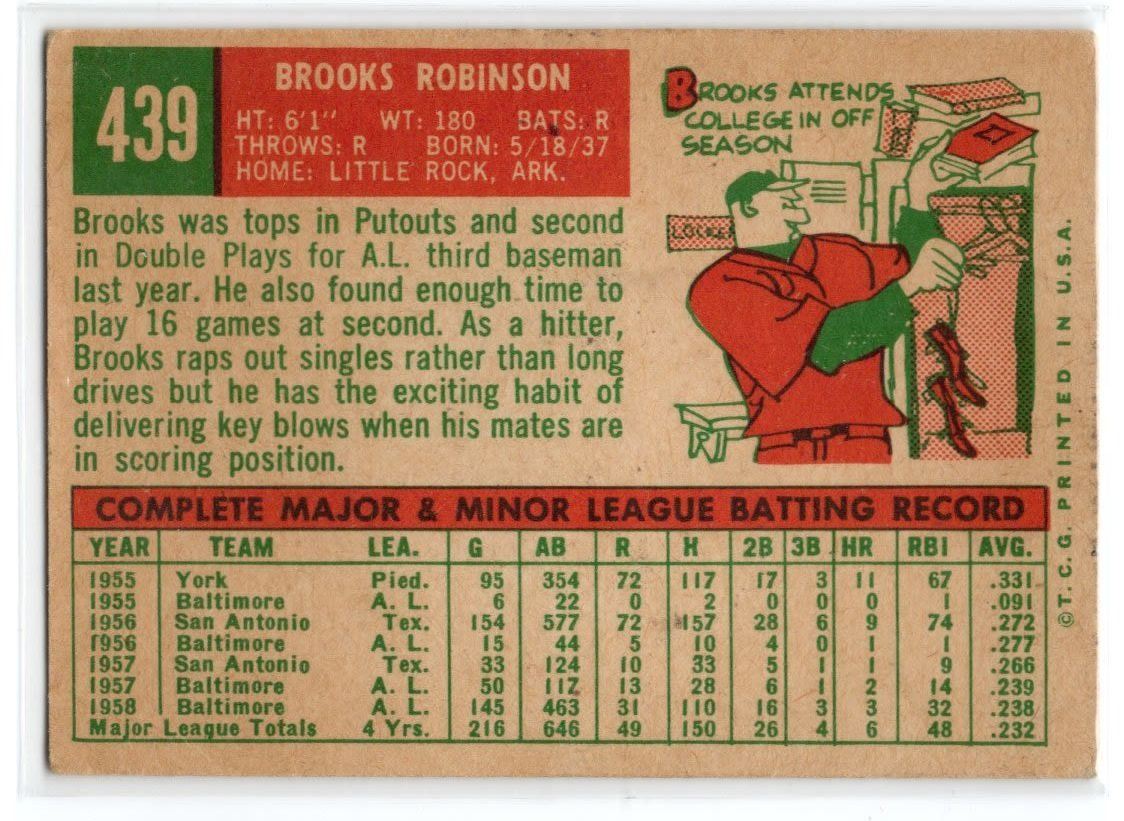 439
BROOKS ROBINSON
HT: 6'1" WT: 180 BATS: R
THROWS: R BORN: 5/18/37
HOME: LITTLE ROCK, ARK.
BROOKS ATTENDS
COLLEGE IN OFF
SEASON
Brooks was tops in Putouts and second
in Double Plays for A.L. third baseman
last year. He also found enough time to
play 16 games at second. As a hitter,
Brooks raps out singles rather than long
drives but he has the exciting habit of
delivering key blows when his mates are
in scoring position.
COMPLETE MAJOR & MINOR LEAGUE BATTING RECORD
YEAR TEAM LEA. G AB R H 2B 3B HR RBI AVG.
1955 York Pied. 95 354 72 117 17 3 11 67 .331
1955 Baltimore A. L. 6 22 0 2 0 0 0 1 .091
1956 San Antonio Tex. 154 577 72 157 28 6 9 74 .272
1956 Baltimore A. L. 15 44 5 10 4 0 1 1 .277
1957 San Antonio Tex. 33 124 10 33 5 1 1 9 .266
1957 Baltimore A. L. 50 117 13 28 6 1 2 14 .239
1958 Baltimore A. L. 145 463 31 110 16 3 3 32 .238
Major League Totals 4 Yrs. 216 646 49 150 26 4 6 48 .232
©T. C. G. PRINTED IN U.S.A.